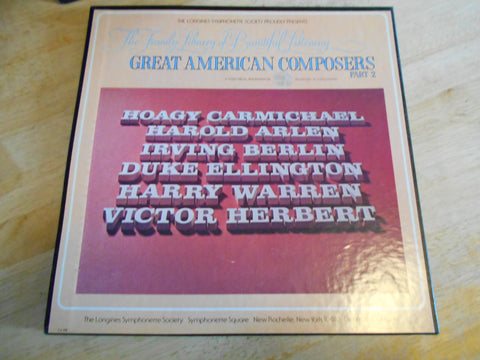 THE LONGINES SYMPHONETTE SOCIETY PROUDLY PRESENTS
The Family Library of Beautiful Listening
GREAT AMERICAN COMPOSERS
PART 2
HOAGY CARMICHAEL
HAROLD ARLEN
IRVING BERLIN
DUKE ELLINGTON
HARRY WARREN
VICTOR HERBERT
The Longines Symphonette Society Symphonette Square New Rochelle, New York